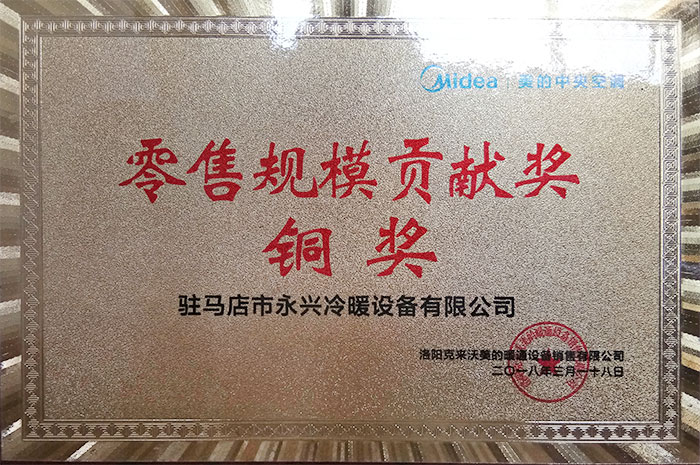 Midea | 美的中央空调
零售规模贡献奖
铜奖
驻马店市永兴冷暖设备有限公司
洛阳克来沃美的暖通设备销售有限公司
二〇一八年三月一十八日